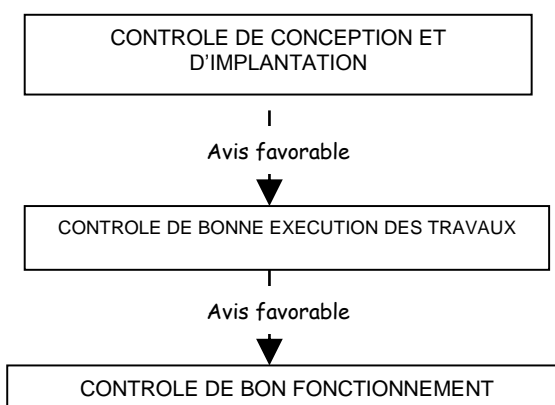 CONTROLE DE CONCEPTION ET
D'IMPLANTATION
Avis favorable
CONTROLE DE BONNE EXECUTION DES TRAVAUX
Avis favorable
CONTROLE DE BON FONCTIONNEMENT